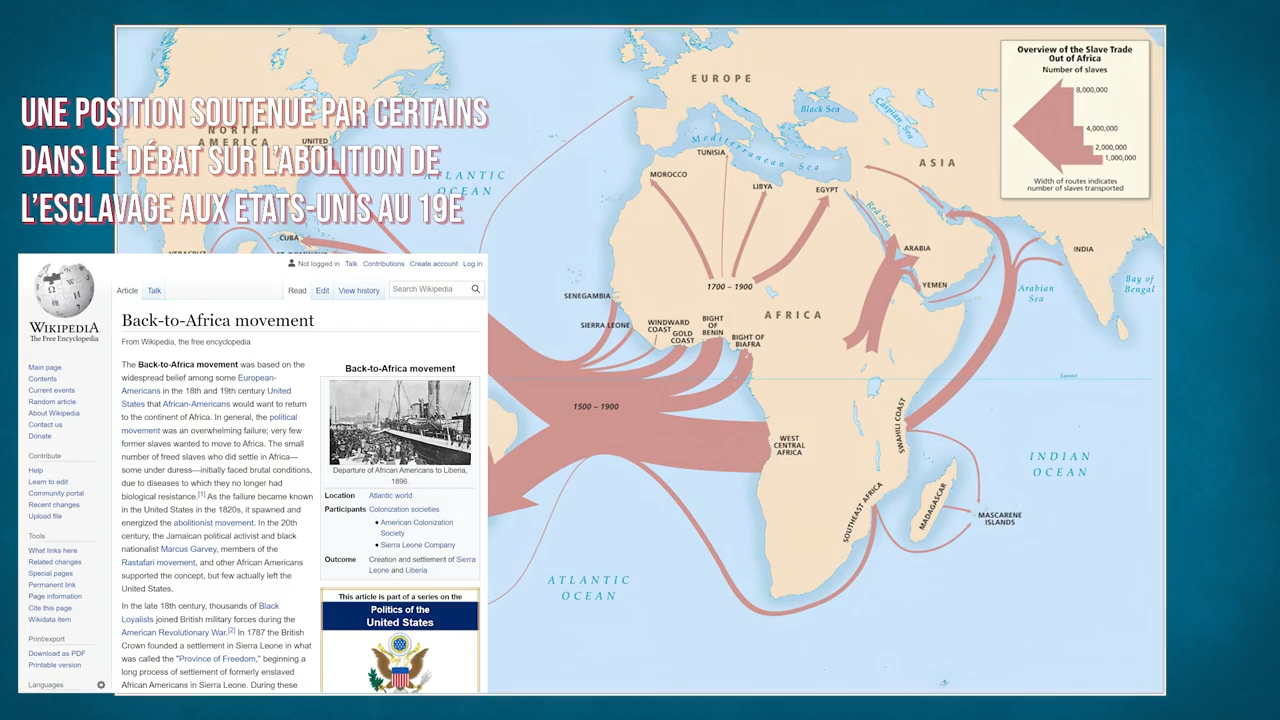 UNE POSITION SOUTENUE PAR CERTAINS
DANS LE DÉBAT SUR L'ABOLITION DE
L'ESCLAVAGE AUX ETATS-UNIS AU 19E
NORTH
AMERICA
UNITED
ATLANTIC
OCEAN
CUBA
EUROPE
Black Sea
Caspian Sea
Mediterranean Sea
ASIA
TUNISIA
MOROCCO
LIBYA
EGYPT
Red Sea
ARABIA
INDIA
YEMEN
Arabian
Sea
Bay of
Bengal
1700 – 1900
AFRICA
SENEGAMBIA
SIERRA LEONE
WINDWARD
COAST
GOLD
COAST
BIGHT
OF
BENIN
BIGHT OF
BIAFRA
Equator
1500 – 1900
WEST
CENTRAL
AFRICA
SWAHILI COAST
SOUTHEAST AFRICA
MADAGASCAR
MASCARENE
ISLANDS
INDIAN
OCEAN
ATLANTIC
OCEAN
Overview of the Slave Trade
Out of Africa
Number of slaves
8,000,000
4,000,000
2,000,000
1,000,000
Width of routes indicates
number of slaves transported
WIKIPEDIA
The Free Encyclopedia
Main page
Contents
Current events
Random article
About Wikipedia
Contact us
Donate
Contribute
Help
Learn to edit
Community portal
Recent changes
Upload file
Tools
What links here
Related changes
Special pages
Permanent link
Page information
Cite this page
Wikidata item
Print/export
Download as PDF
Printable version
Languages
Not logged in Talk Contributions Create account Log in
Article Talk Read Edit View history Search Wikipedia
Back-to-Africa movement
From Wikipedia, the free encyclopedia
The Back-to-Africa movement was based on the
widespread belief among some European-
Americans in the 18th and 19th century United
States that African-Americans would want to return
to the continent of Africa. In general, the political
movement was an overwhelming failure; very few
former slaves wanted to move to Africa. The small
number of freed slaves who did settle in Africa—
some under duress—initially faced brutal conditions,
due to diseases to which they no longer had
biological resistance.[1] As the failure became known
in the United States in the 1820s, it spawned and
energized the abolitionist movement. In the 20th
century, the Jamaican political activist and black
nationalist Marcus Garvey, members of the
Rastafari movement, and other African Americans
supported the concept, but few actually left the
United States.
In the late 18th century, thousands of Black
Loyalists joined British military forces during the
American Revolutionary War.[2] In 1787 the British
Crown founded a settlement in Sierra Leone in what
was called the "Province of Freedom," beginning a
long process of settlement of formerly enslaved
African Americans in Sierra Leone. During these
Back-to-Africa movement
Departure of African Americans to Liberia,
1896.
Location Atlantic world
Participants Colonization societies
• American Colonization
Society
• Sierra Leone Company
Outcome Creation and settlement of Sierra
Leone and Liberia
This article is part of a series on the
Politics of the
United States